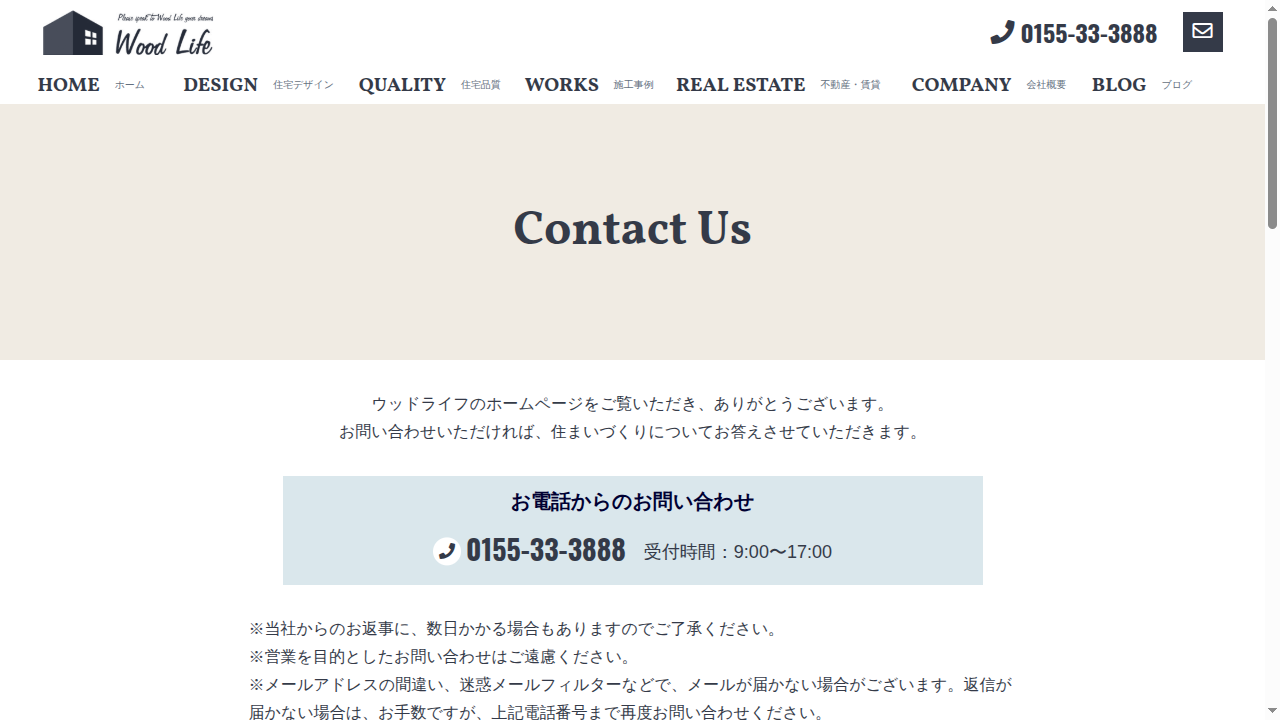 Please speak to Wood Life your dreams
Wood Life
0155-33-3888
HOME ホーム DESIGN 住宅デザイン QUALITY 住宅品質 WORKS 施工事例 REAL ESTATE 不動産・賃貸 COMPANY 会社概要 BLOG ブログ
Contact Us
ウッドライフのホームページをご覧いただき、ありがとうございます。
お問い合わせいただければ、住まいづくりについてお答えさせていただきます。
お電話からのお問い合わせ
0155-33-3888 受付時間：9:00〜17:00
※当社からのお返事に、数日かかる場合もありますのでご了承ください。
※営業を目的としたお問い合わせはご遠慮ください。
※メールアドレスの間違い、迷惑メールフィルターなどで、メールが届かない場合がございます。返信が
届かない場合は、お手数ですが、上記電話番号まで再度お問い合わせください。